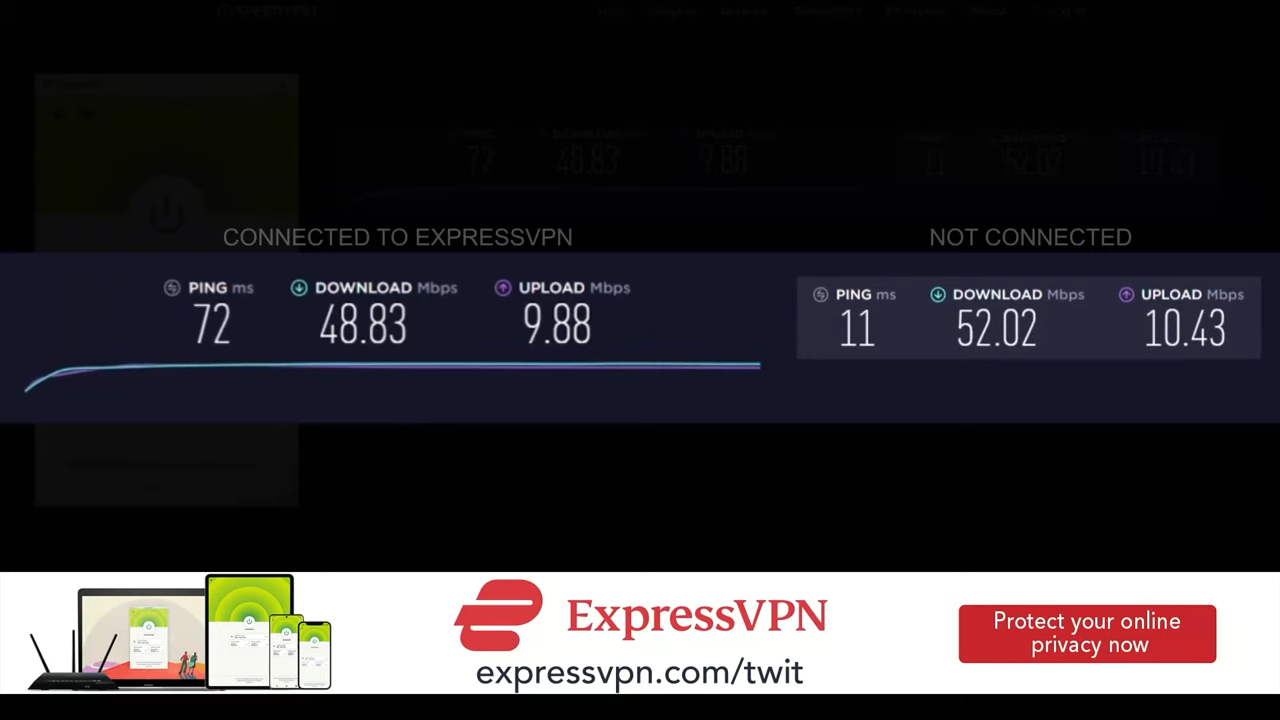 CONNECTED TO EXPRESSVPN
NOT CONNECTED
PING ms
DOWNLOAD Mbps
UPLOAD Mbps
72
48.83
9.88
PING ms
DOWNLOAD Mbps
UPLOAD Mbps
11
52.02
10.43
ExpressVPN
expressvpn.com/twit
Protect your online
privacy now